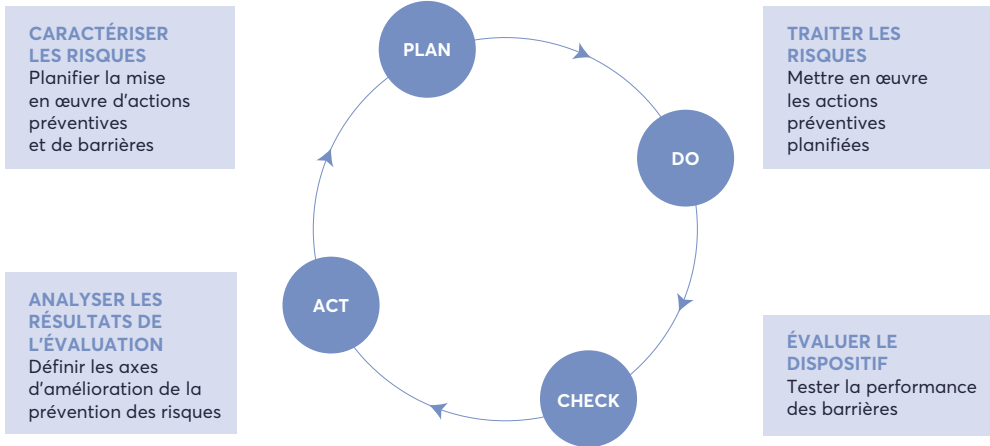 CARACTÉRISER
LES RISQUES
Planifier la mise
en œuvre d'actions
préventives
et de barrières
PLAN
TRAITER LES
RISQUES
Mettre en œuvre
les actions
préventives
planifiées
DO
ANALYSER LES
RÉSULTATS DE
L'ÉVALUATION
Définir les axes
d'amélioration de la
prévention des risques
ACT
CHECK
ÉVALUER LE
DISPOSITIF
Tester la performance
des barrières